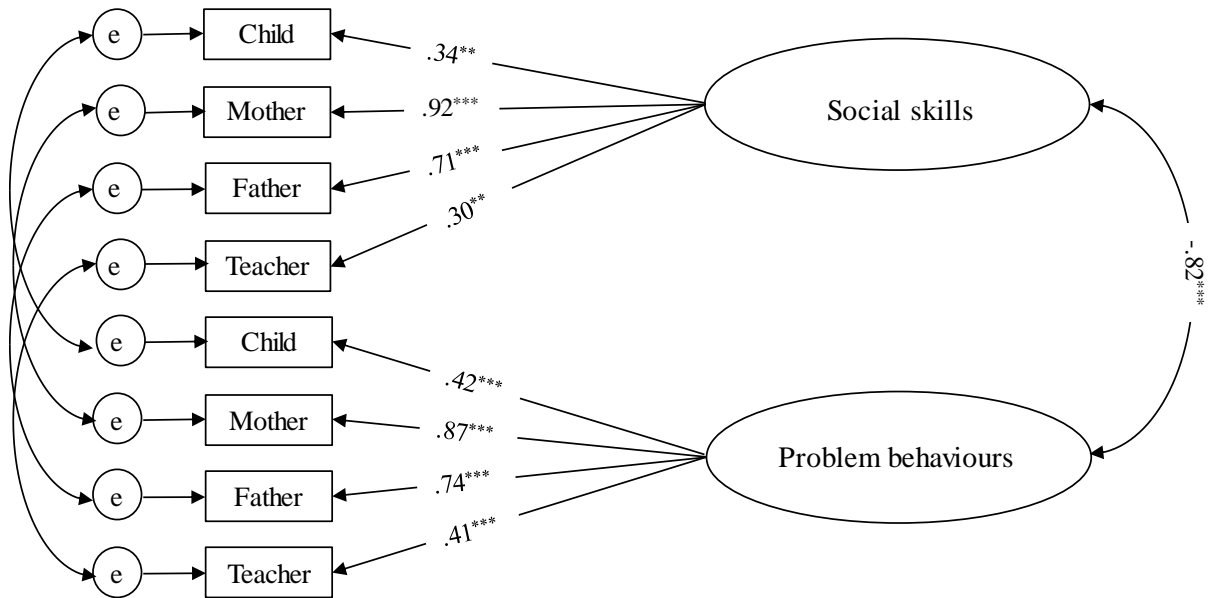 e Child .34**
e Mother .92***
Social skills
e Father .71***
.30**
e Teacher
-.82***
e Child
.42***
e Mother .87***
Problem behaviours
e Father .74***
.41***
e Teacher